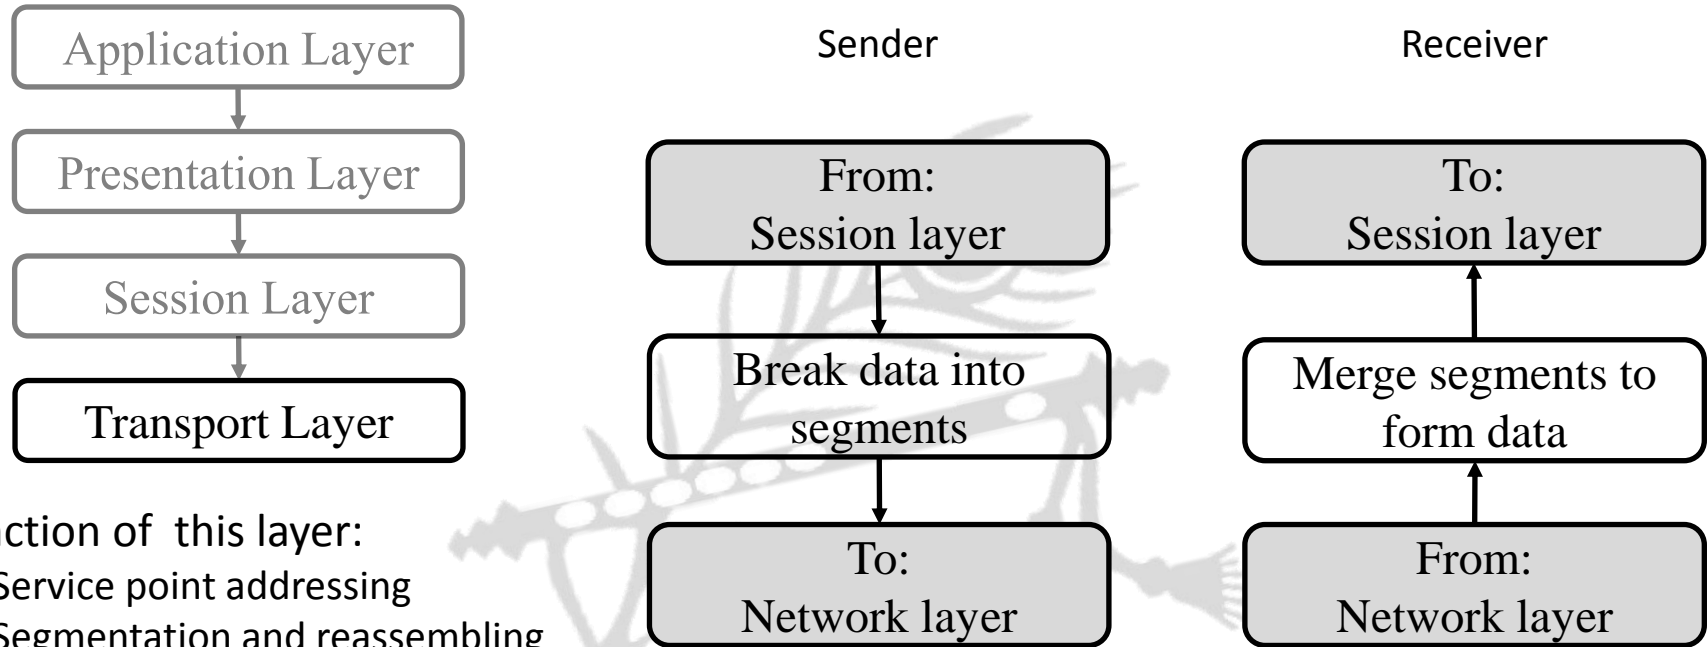 Application Layer
Presentation Layer
Session Layer
Transport Layer
Sender
From:
Session layer
Break data into
segments
To:
Network layer
Receiver
To:
Session layer
Merge segments to
form data
From:
Network layer
ction of this layer:
Service point addressing
Segmentation and reassembling